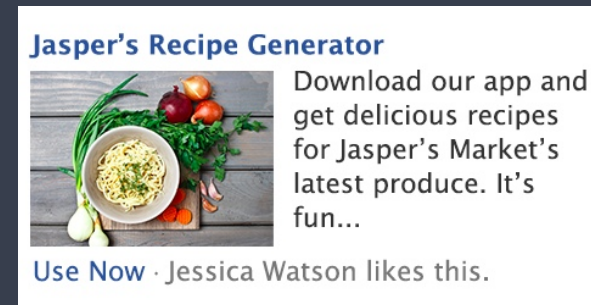 Jasper’s Recipe Generator
Download our app and
get delicious recipes
for Jasper’s Market’s
latest produce. It’s
fun...
Use Now · Jessica Watson likes this.